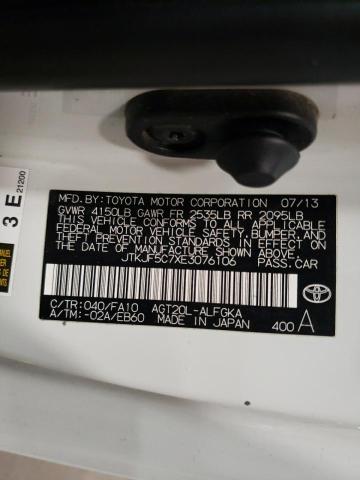 MFD. BY: TOYOTA MOTOR CORPORATION 07/13
GVWR 4150LB GAWR FR 2535LB RR 2095LB
THIS VEHICLE CONFORMS TO ALL APPLICABLE
FEDERAL MOTOR VEHICLE SAFETY, BUMPER AND
THEFT PREVENTION STANDARDS IN EFFECT ON
THE DATE OF MANUFACTURE SHOWN ABOVE.
JTKJF5C7XE3076106 PASS.CAR
C/TR: 040/FA10 AGT20L-ALFGKA
A/TM: -02A/EB60 MADE IN JAPAN 400 A
TOYOTA
3 E 21200